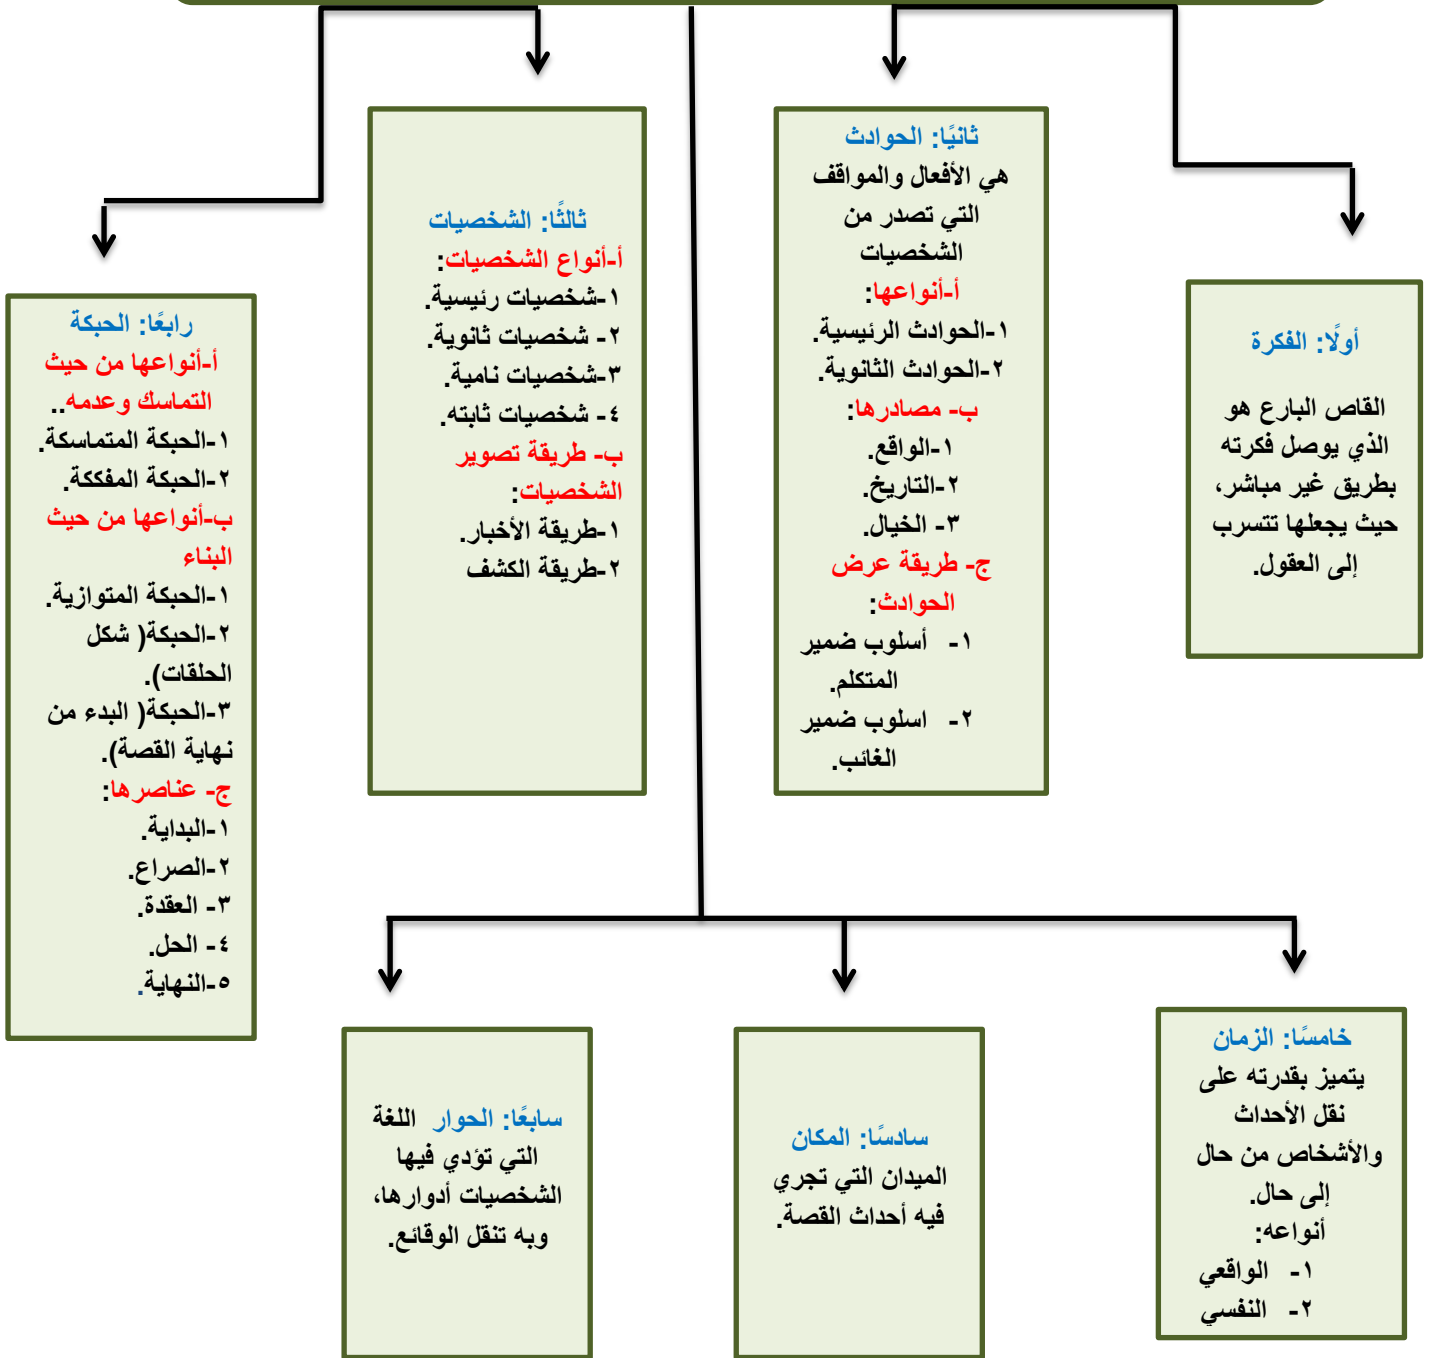 أولًا: الفكرة
القاص البارع هو
الذي يوصل فكرته
بطريق غير مباشر،
حيث يجعلها تتسرب
إلى العقول.
ثانيًا: الحوادث
هي الأفعال والمواقف
التي تصدر من
الشخصيات
أ-أنواعها:
١-الحوادث الرئيسية.
٢-الحوادث الثانوية.
ب- مصادرها:
١-الواقع.
٢-التاريخ.
٣- الخيال.
ج- طريقة عرض
الحوادث:
١- أسلوب ضمير
المتكلم.
٢- اسلوب ضمير
الغائب.
ثالثًا: الشخصيات
أ-أنواع الشخصيات:
١-شخصيات رئيسية.
٢- شخصيات ثانوية.
٣-شخصيات نامية.
٤- شخصيات ثابته.
ب- طريقة تصوير
الشخصيات:
١-طريقة الأخبار.
٢-طريقة الكشف
رابعًا: الحبكة
أ-أنواعها من حيث
التماسك وعدمه..
١-الحبكة المتماسكة.
٢-الحبكة المفككة.
ب-أنواعها من حيث
البناء
١-الحبكة المتوازية.
٢-الحبكة( شكل
الحلقات).
٣-الحبكة( البدء من
نهاية القصة).
ج- عناصرها:
١-البداية.
٢-الصراع.
٣- العقدة.
٤- الحل.
٥-النهاية.
خامسًا: الزمان
يتميز بقدرته على
نقل الأحداث
والأشخاص من حال
إلى حال.
أنواعه:
١- الواقعي
٢- النفسي
سادسًا: المكان
الميدان التي تجري
فيه أحداث القصة.
سابعًا: الحوار اللغة
التي تؤدي فيها
الشخصيات أدوارها،
وبه تنقل الوقائع.